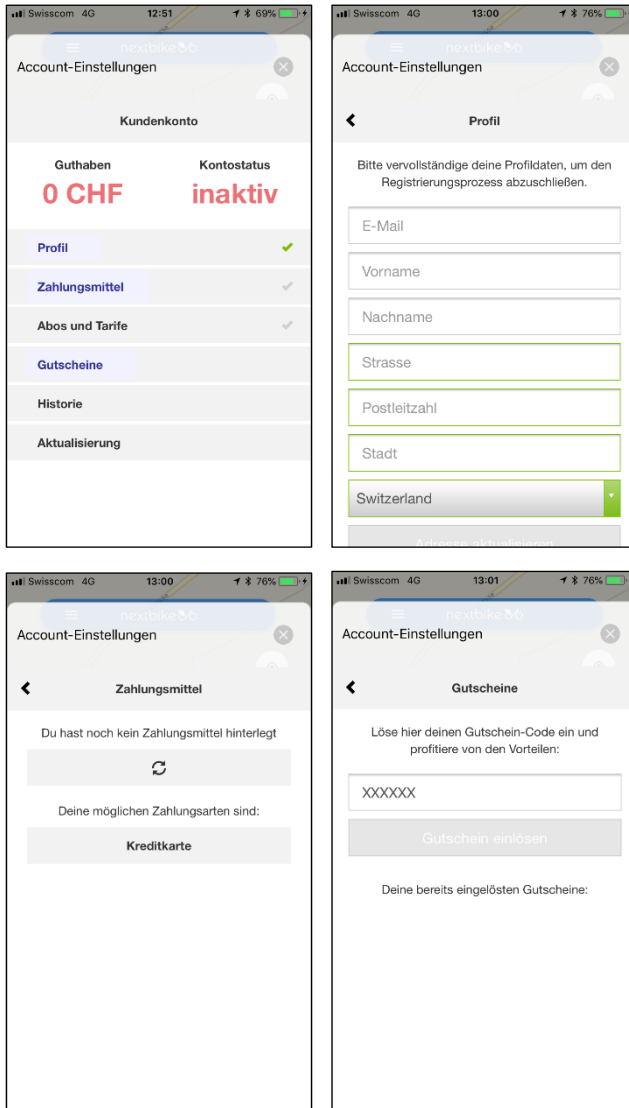 Swisscom 4G 12:51 69%
nextbike
Account-Einstellungen
Kundenkonto
Guthaben Kontostatus
0 CHF inaktiv
Profil
Zahlungsmittel
Abos und Tarife
Gutscheine
Historie
Aktualisierung
Swisscom 4G 13:00 76%
nextbike
Account-Einstellungen
Profil
Bitte vervollständige deine Profildaten, um den
Registrierungsprozess abzuschließen.
E-Mail
Vorname
Nachname
Strasse
Postleitzahl
Stadt
Switzerland
Adresse aktualisieren
Swisscom 4G 13:00 76%
nextbike
Account-Einstellungen
Zahlungsmittel
Du hast noch kein Zahlungsmittel hinterlegt
Deine möglichen Zahlungsarten sind:
Kreditkarte
Swisscom 4G 13:01 76%
nextbike
Account-Einstellungen
Gutscheine
Löse hier deinen Gutschein-Code ein und
profitiere von den Vorteilen:
XXXXXX
Gutschein einlösen
Deine bereits eingelösten Gutscheine: